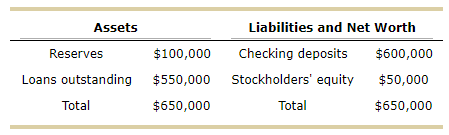 Assets Liabilities and Net Worth
Reserves $100,000 Checking deposits $600,000
Loans outstanding $550,000 Stockholders' equity $50,000
Total $650,000 Total $650,000